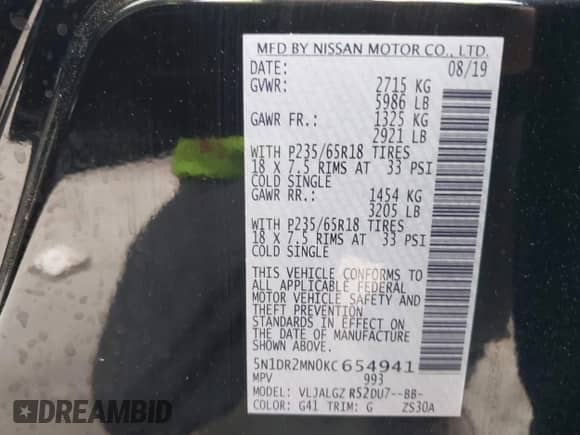 MFD BY NISSAN MOTOR CO., LTD.
DATE: 08/19
GVWR: 2715 KG
5986 LB
GAWR FR.: 1325 KG
2921 LB
WITH P235/65R18 TIRES
18 X 7.5 RIMS AT 33 PSI
COLD SINGLE
GAWR RR.: 1454 KG
3205 LB
WITH P235/65R18 TIRES
18 X 7.5 RIMS AT 33 PSI
COLD SINGLE
THIS VEHICLE CONFORMS TO
ALL APPLICABLE FEDERAL
MOTOR VEHICLE SAFETY AND
THEFT PREVENTION
STANDARDS IN EFFECT ON
THE DATE OF MANUFACTURE
SHOWN ABOVE.
5N1DR2MN0KC654941
MPV 993
MODEL: VLJALGZ R52DU7--BB-
COLOR: G41 TRIM: G ZS30A
DREAMBID